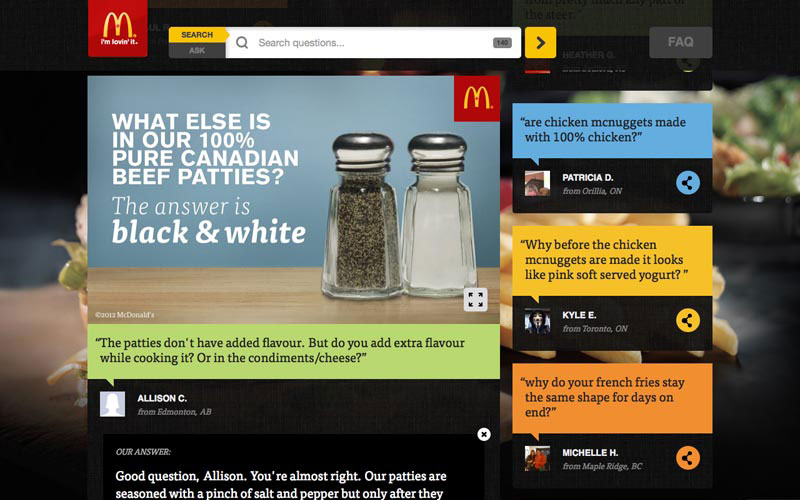 i'm lovin' it.
SEARCH
ASK
Search questions...
140
FAQ
WHAT ELSE IS
IN OUR 100%
PURE CANADIAN
BEEF PATTIES?
The answer is
black & white
©2012 McDonald's
"The patties don't have added flavour. But do you add extra flavour
while cooking it? Or in the condiments/cheese?"
ALLISON C.
from Edmonton, AB
OUR ANSWER:
Good question, Allison. You're almost right. Our patties are
seasoned with a pinch of salt and pepper but only after they
the steer."
HEATHER G.
"are chicken mcnuggets made
with 100% chicken?"
PATRICIA D.
from Orillia, ON
"Why before the chicken
mcnuggets are made it looks
like pink soft served yogurt? "
KYLE E.
from Toronto, ON
"why do your french fries stay
the same shape for days on
end?"
MICHELLE H.
from Maple Ridge, BC